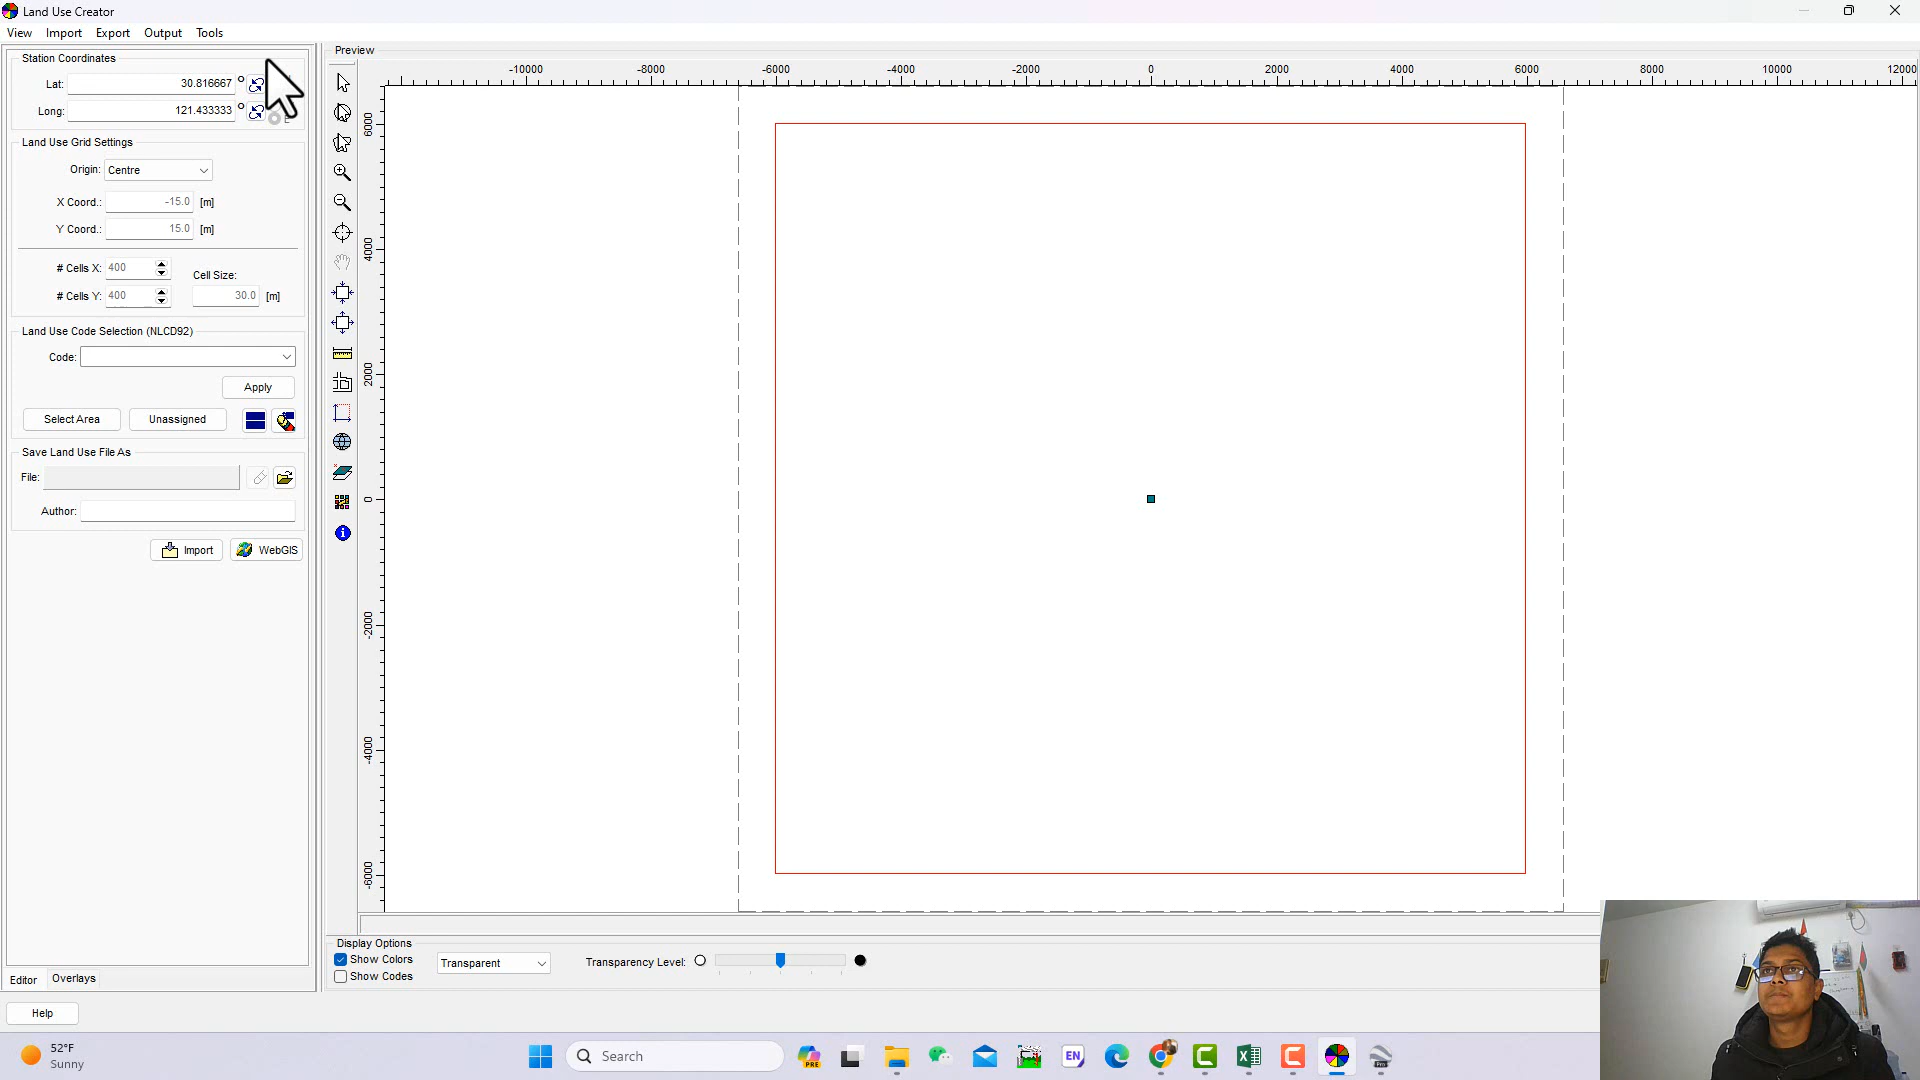 Land Use Creator
View Import Export Output Tools
Station Coordinates
Lat: 30.816667 °
Long: 121.433333 °
Land Use Grid Settings
Origin: Centre
X Coord.: -15.0 [m]
Y Coord.: 15.0 [m]
# Cells X: 400
Cell Size:
# Cells Y: 400 30.0 [m]
Land Use Code Selection (NLCD92)
Code:
Apply
Select Area Unassigned
Save Land Use File As
File:
Author:
Import WebGIS
Editor Overlays
Help
Preview
-10000 -8000 -6000 -4000 -2000 0 2000 4000 6000 8000 10000 12000
6000
4000
2000
0
-2000
-4000
-6000
Display Options
Show Colors
Show Codes
Transparent
Transparency Level:
52°F
Sunny
Search
PRE
EN